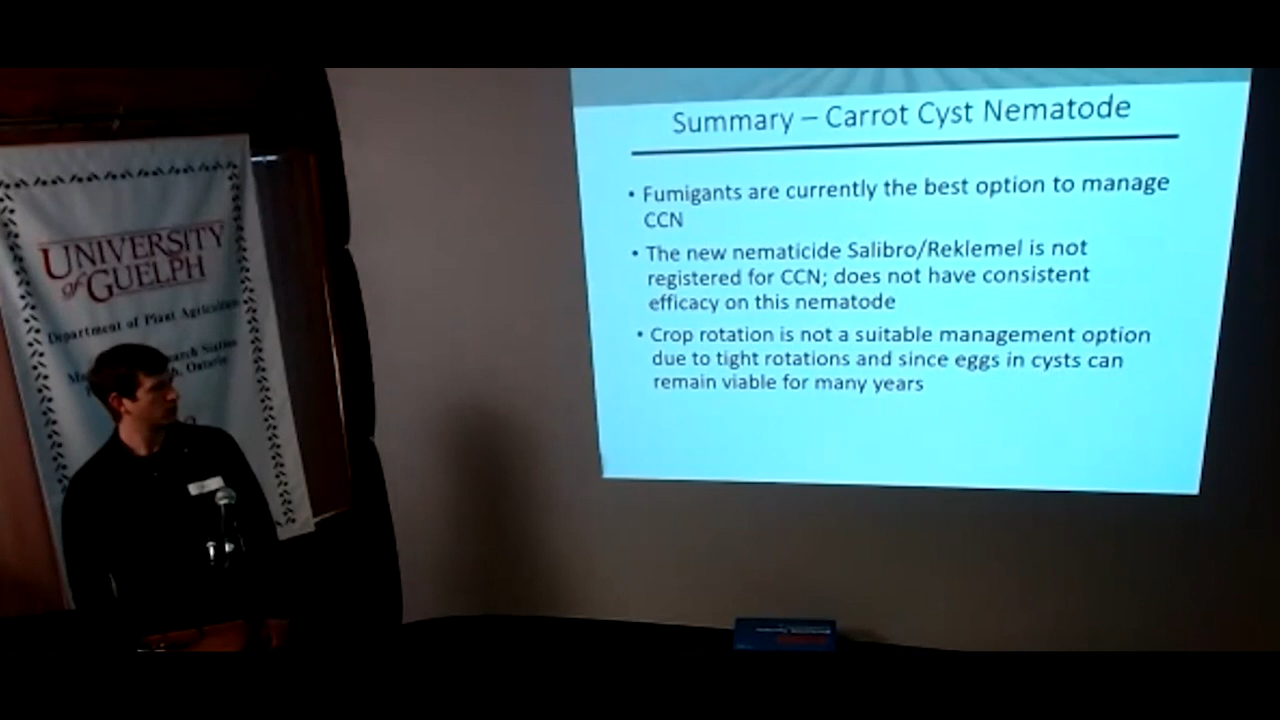 UNIVERSITY
of GUELPH
Department of Plant Agriculture
Ontario
Summary – Carrot Cyst Nematode
• Fumigants are currently the best option to manage
CCN
• The new nematicide Salibro/Reklemel is not
registered for CCN; does not have consistent
efficacy on this nematode
• Crop rotation is not a suitable management option
due to tight rotations and since eggs in cysts can
remain viable for many years